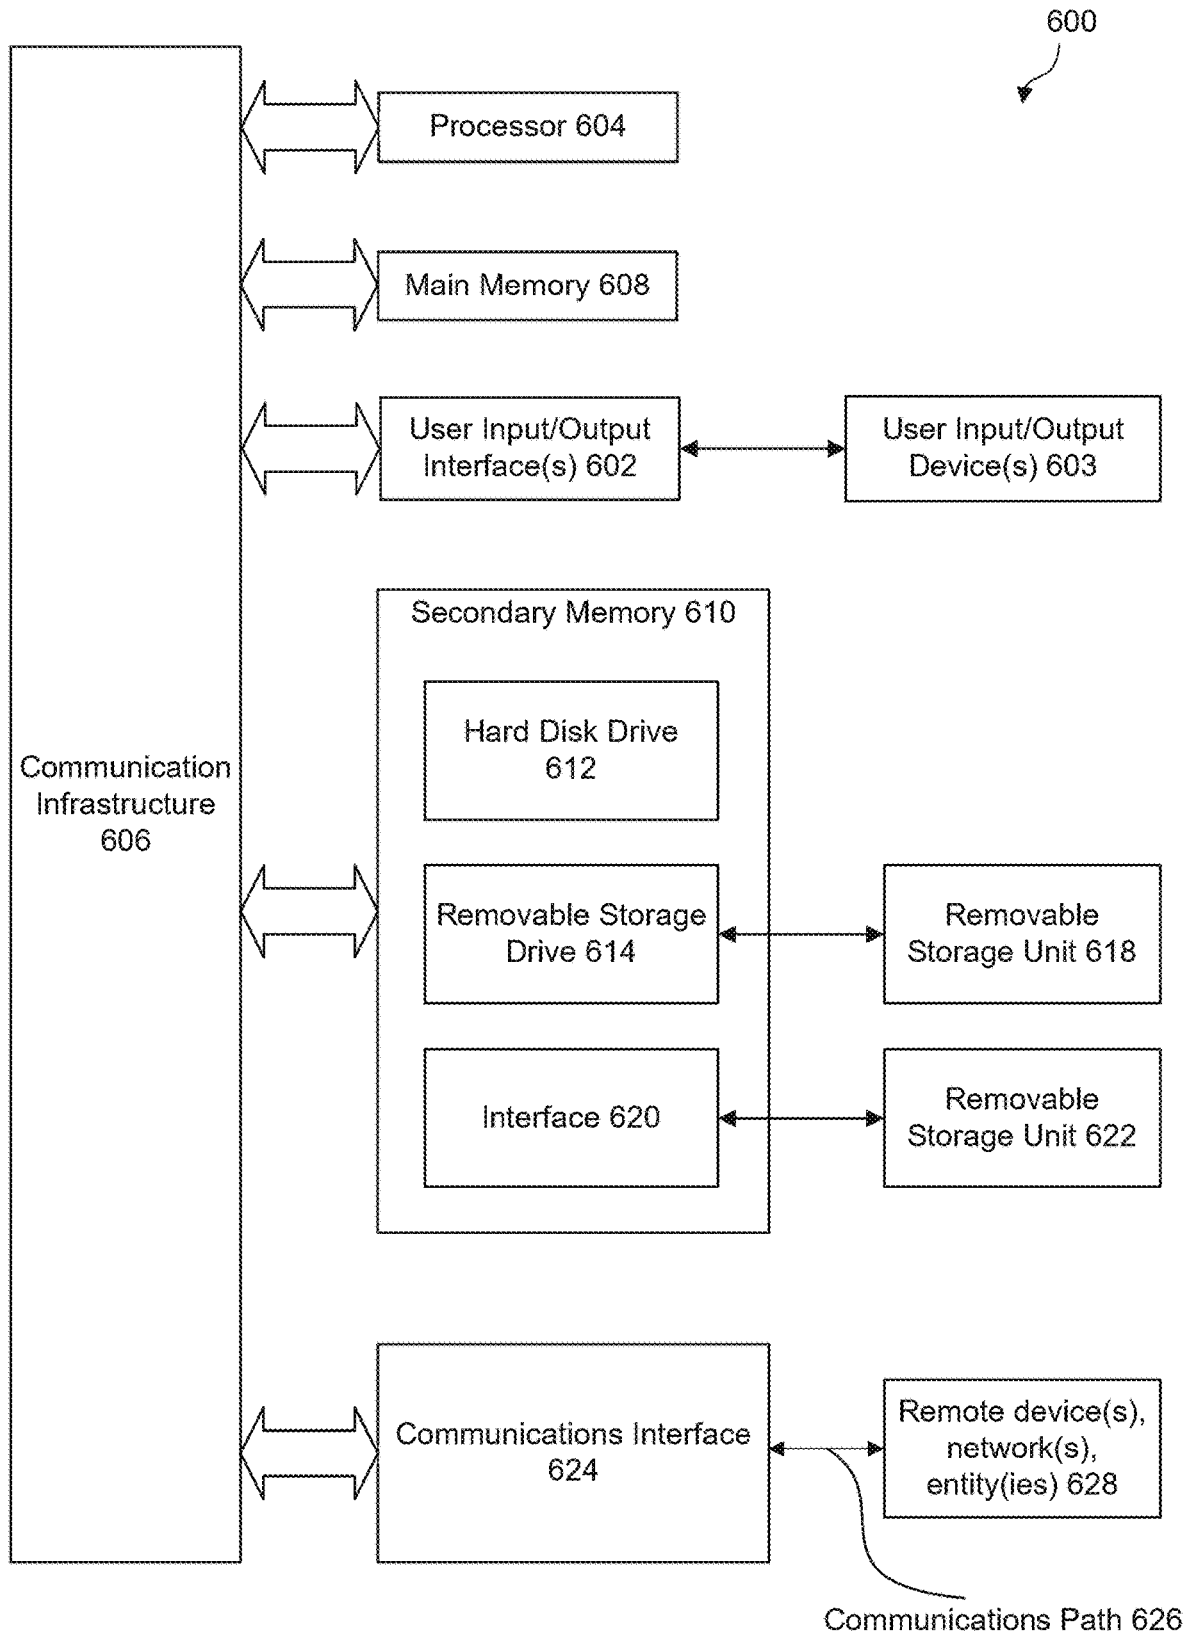 600
Processor 604
Main Memory 608
User Input/Output
Interface(s) 602
User Input/Output
Device(s) 603
Secondary Memory 610
Hard Disk Drive
612
Communication
Infrastructure
606
Removable Storage
Drive 614
Removable
Storage Unit 618
Interface 620
Removable
Storage Unit 622
Communications Interface
624
Remote device(s),
network(s),
entity(ies) 628
Communications Path 626